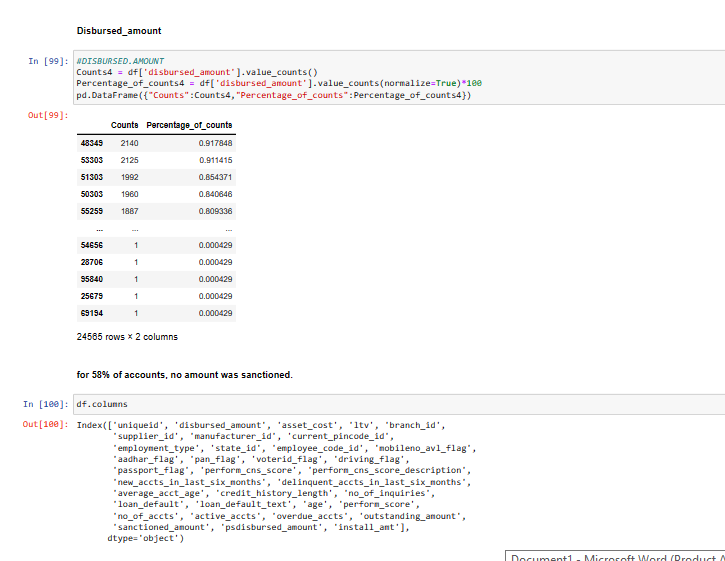 Disbursed_amount
In [99]: #DISBURSED.AMOUNT
Counts4 = df['disbursed_amount'].value_counts()
Percentage_of_counts4 = df['disbursed_amount'].value_counts(normalize=True)*100
pd.DataFrame({"Counts":Counts4,"Percentage_of_counts":Percentage_of_counts4})
Out[99]:
Counts Percentage_of_counts
48349 2140 0.917848
53303 2125 0.911415
51303 1992 0.854371
50303 1960 0.840646
55259 1887 0.809336
... ... ...
54656 1 0.000429
28706 1 0.000429
95840 1 0.000429
25679 1 0.000429
69194 1 0.000429
24565 rows × 2 columns
for 58% of accounts, no amount was sanctioned.
In [100]: df.columns
Out[100]: Index(['uniqueid', 'disbursed_amount', 'asset_cost', 'ltv', 'branch_id',
'supplier_id', 'manufacturer_id', 'current_pincode_id',
'employment_type', 'state_id', 'employee_code_id', 'mobileno_avl_flag',
'aadhar_flag', 'pan_flag', 'voterid_flag', 'driving_flag',
'passport_flag', 'perform_cns_score', 'perform_cns_score_description',
'new_accts_in_last_six_months', 'delinquent_accts_in_last_six_months',
'average_acct_age', 'credit_history_length', 'no_of_inquiries',
'loan_default', 'loan_default_text', 'age', 'perform_score',
'no_of_accts', 'active_accts', 'overdue_accts', 'outstanding_amount',
'sanctioned_amount', 'psdisbursed_amount', 'install_amt'],
dtype='object')
Document1 - Microsoft Word (Product